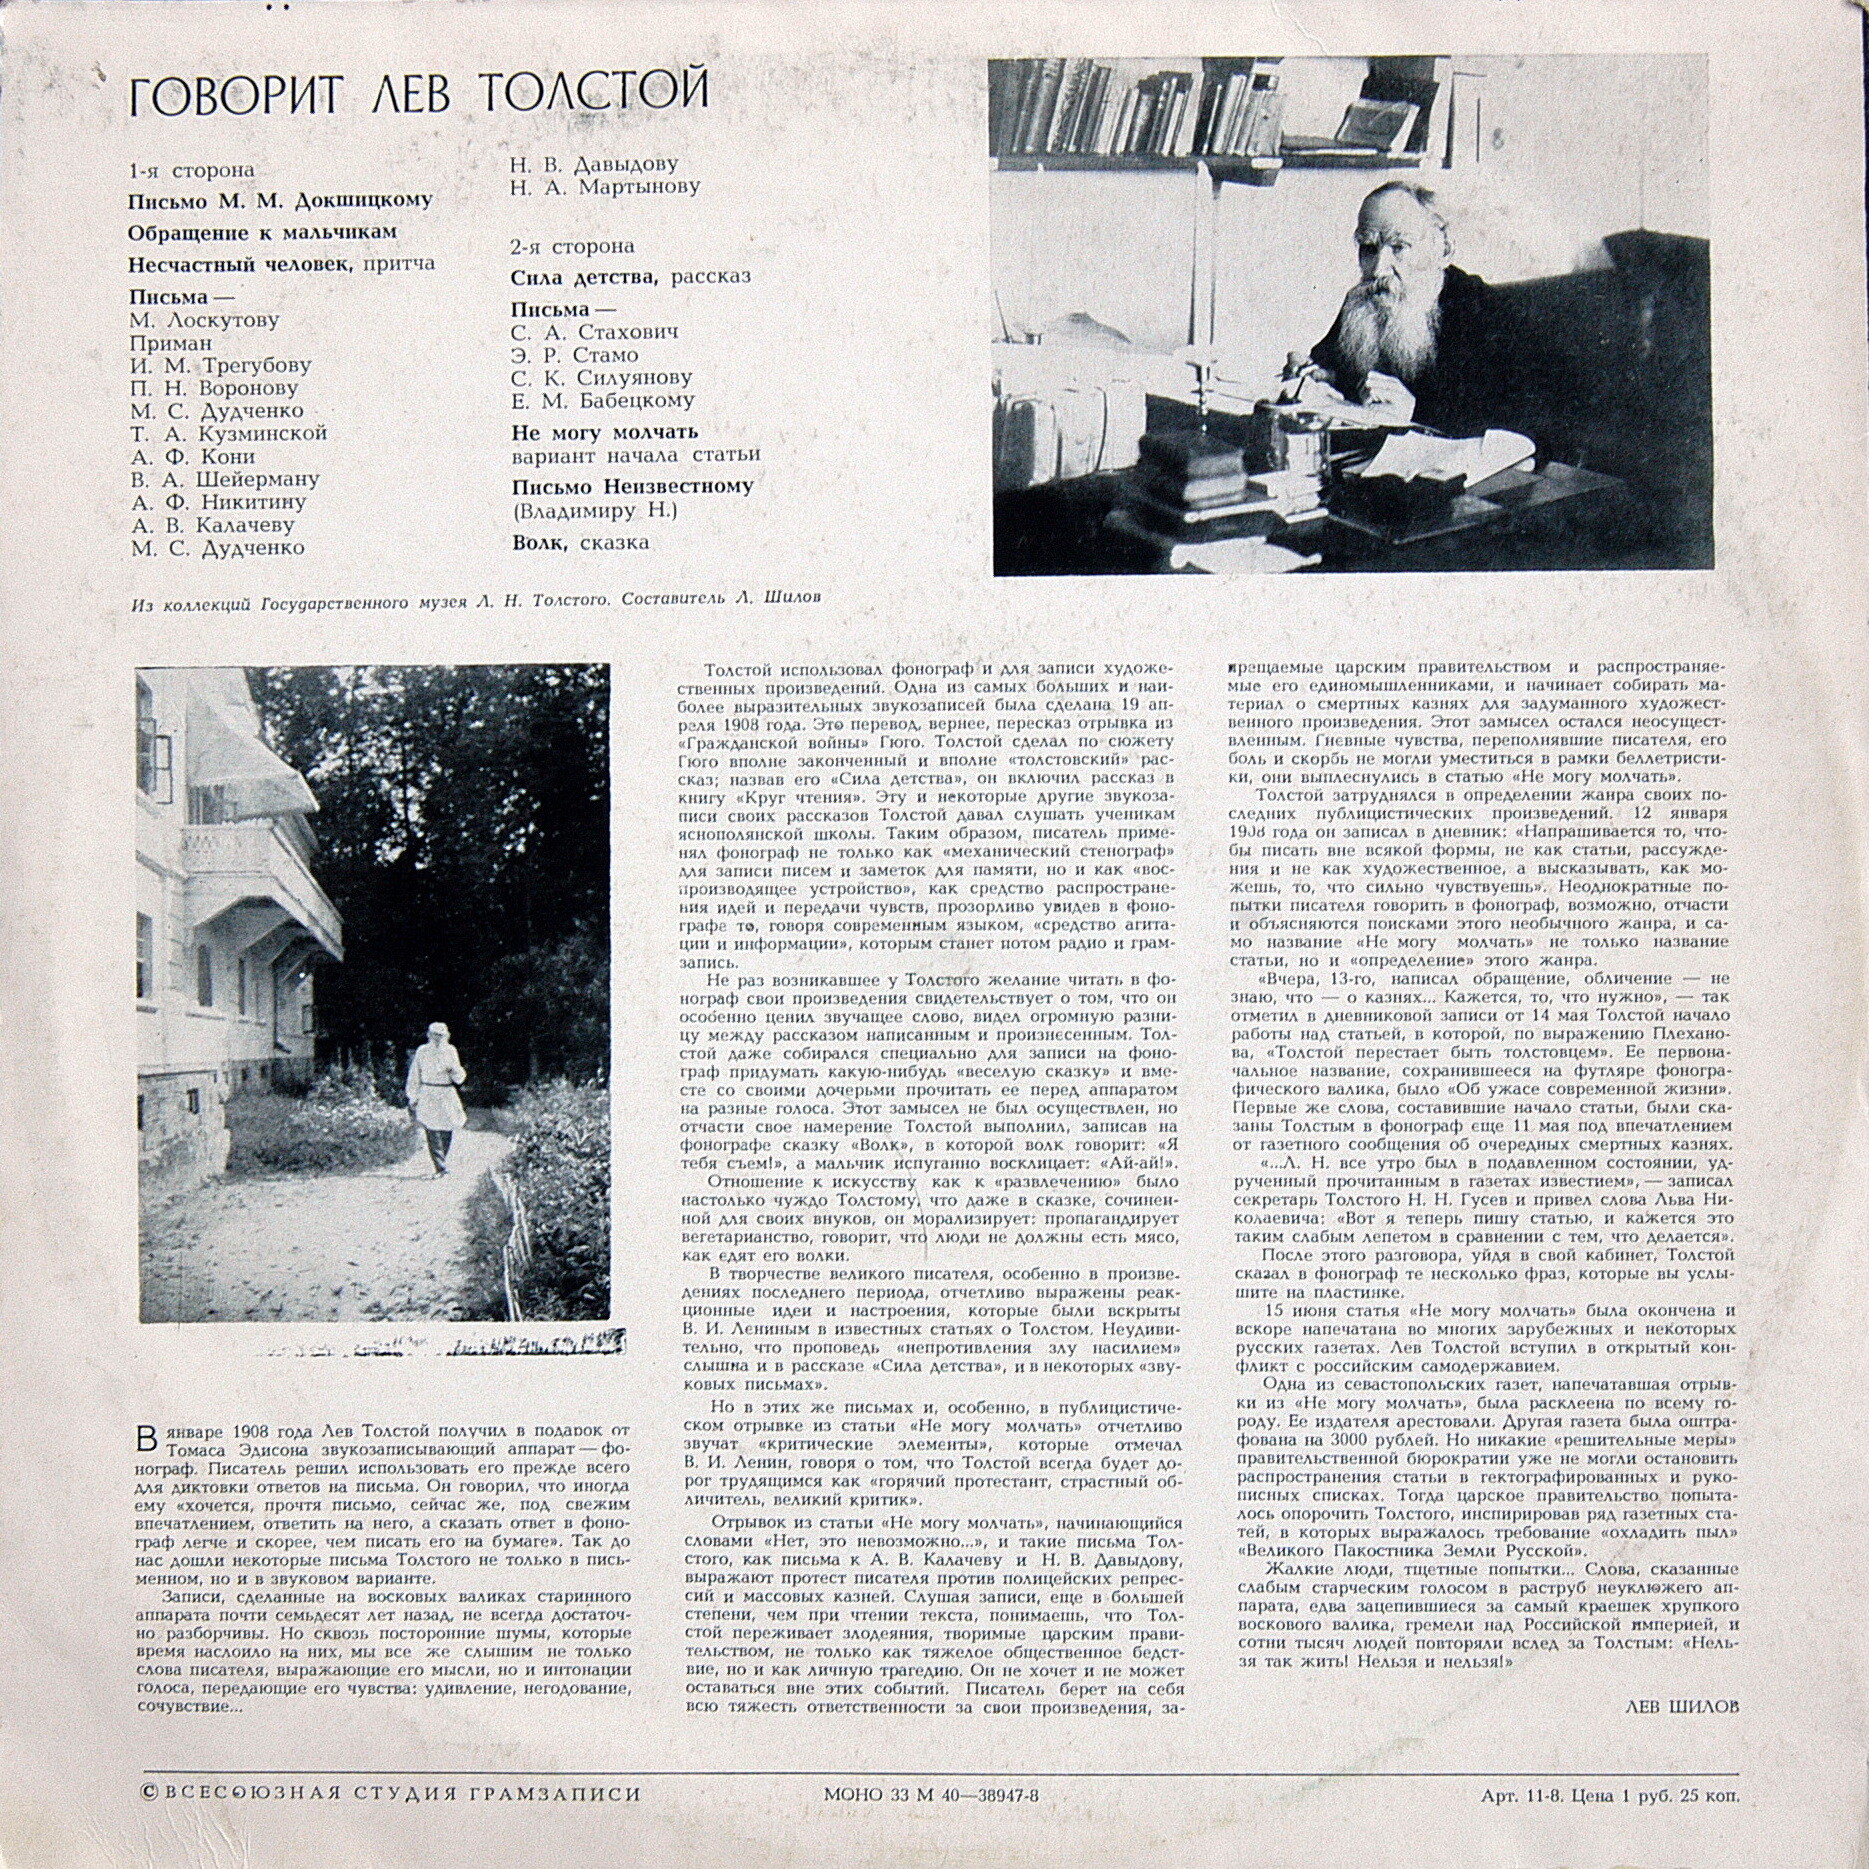 ГОВОРИТ ЛЕВ ТОЛСТОЙ
1-я сторона
Письмо М. М. Докшицкому
Обращение к мальчикам
Несчастный человек, притча
Письма —
М. Лоскутову
Приман
И. М. Трегубову
П. Н. Воронову
М. С. Дудченко
Т. А. Кузминской
А. Ф. Кони
В. А. Шейерману
А. Ф. Никитину
А. В. Калачеву
М. С. Дудченко
Н. В. Давыдову
Н. А. Мартынову
2-я сторона
Сила детства, рассказ
Письма —
С. А. Стахович
Э. Р. Стамо
С. К. Силуянову
Е. М. Бабецкому
Не могу молчать
вариант начала статьи
Письмо Неизвестному
(Владимиру Н.)
Волк, сказка
Из коллекций Государственного музея Л. Н. Толстого. Составитель Л. Шилов
В январе 1908 года Лев Толстой получил в подарок от
Томаса Эдисона звукозаписывающий аппарат — фо-
нограф. Писатель решил использовать его прежде всего
для диктовки ответов на письма. Он говорил, что иногда
ему «хочется, прочтя письмо, сейчас же, под свежим
впечатлением, ответить на него, а сказать ответ в фоно-
граф легче и скорее, чем писать его на бумаге». Так до
нас дошли некоторые письма Толстого не только в пись-
менном, но и в звуковом варианте.
Записи, сделанные на восковых валиках старинного
аппарата почти семьдесят лет назад, не всегда достаточ-
но разборчивы. Но сквозь посторонние шумы, которые
время наслоило на них, мы все же слышим не только
слова писателя, выражающие его мысли, но и интонации
голоса, передающие его чувства: удивление, негодование,
сочувствие...
Толстой использовал фонограф и для записи художе-
ственных произведений. Одна из самых больших и наи-
более выразительных звукозаписей была сделана 19 ап-
реля 1908 года. Это перевод, вернее, пересказ отрывка из
«Гражданской войны» Гюго. Толстой сделал по сюжету
Гюго вполне законченный и вполне «толстовский» рас-
сказ; назвав его «Сила детства», он включил рассказ в
книгу «Круг чтения». Эту и некоторые другие звукоза-
писи своих рассказов Толстой давал слушать ученикам
яснополянской школы. Таким образом, писатель приме-
нял фонограф не только как «механический стенограф»
для записи писем и заметок для памяти, но и как «вос-
производящее устройство», как средство распростране-
ния идей и передачи чувств, прозорливо увидев в фоно-
графе то, говоря современным языком, «средство агита-
ции и информации», которым станет потом радио и грам-
запись.
Не раз возникавшее у Толстого желание читать в фо-
нограф свои произведения свидетельствует о том, что он
особенно ценил звучащее слово, видел огромную разни-
цу между рассказом написанным и произнесенным. Тол-
стой даже собирался специально для записи на фоно-
граф придумать какую-нибудь «веселую сказку» и вме-
сте со своими дочерьми прочитать ее перед аппаратом
на разные голоса. Этот замысел не был осуществлен, но
отчасти свое намерение Толстой выполнил, записав на
фонографе сказку «Волк», в которой волк говорит: «Я
тебя съем!», а мальчик испуганно восклицает: «Ай-ай!».
Отношение к искусству как к «развлечению» было
настолько чуждо Толстому, что даже в сказке, сочинен-
ной для своих внуков, он морализирует: пропагандирует
вегетарианство, говорит, что люди не должны есть мясо,
как едят его волки.
В творчестве великого писателя, особенно в произве-
дениях последнего периода, отчетливо выражены реак-
ционные идеи и настроения, которые были вскрыты
В. И. Лениным в известных статьях о Толстом. Неудиви-
тельно, что проповедь «непротивления злу насилием»
слышна и в рассказе «Сила детства», и в некоторых «зву-
ковых письмах».
Но в этих же письмах и, особенно, в публицистиче-
ском отрывке из статьи «Не могу молчать» отчетливо
звучат «критические элементы», которые отмечал
В. И. Ленин, говоря о том, что Толстой всегда будет до-
рог трудящимся как «горячий протестант, страстный об-
личитель, великий критик».
Отрывок из статьи «Не могу молчать», начинающийся
словами «Нет, это невозможно...», и такие письма Тол-
стого, как письма к А. В. Калачеву и Н. В. Давыдову,
выражают протест писателя против полицейских репрес-
сий и массовых казней. Слушая записи, еще в большей
степени, чем при чтении текста, понимаешь, что Тол-
стой переживает злодеяния, творимые царским прави-
тельством, не только как тяжелое общественное бедст-
вие, но и как личную трагедию. Он не хочет и не может
оставаться вне этих событий. Писатель берет на себя
всю тяжесть ответственности за свои произведения, за-
прещаемые царским правительством и распространяе-
мые его единомышленниками, и начинает собирать ма-
териал о смертных казнях для задуманного художест-
венного произведения. Этот замысел остался неосущест-
вленным. Гневные чувства, переполнявшие писателя, его
боль и скорбь не могли уместиться в рамки беллетристи-
ки, они выплеснулись в статью «Не могу молчать».
Толстой затруднялся в определении жанра своих по-
следних публицистических произведений. 12 января
1908 года он записал в дневник: «Напрашивается то, что-
бы писать вне всякой формы, не как статьи, рассужде-
ния и не как художественное, а высказывать, как мо-
жешь, то, что сильно чувствуешь». Неоднократные по-
пытки писателя говорить в фонограф, возможно, отчасти
и объясняются поисками этого необычного жанра, и са-
мо название «Не могу молчать» не только название
статьи, но и «определение» этого жанра.
«Вчера, 13-го, написал обращение, обличение — не
знаю, что — о казнях... Кажется, то, что нужно», — так
отметил в дневниковой записи от 14 мая Толстой начало
работы над статьей, в которой, по выражению Плехано-
ва, «Толстой перестает быть толстовцем». Ее первона-
чальное название, сохранившееся на футляре фоногра-
фического валика, было «Об ужасе современной жизни».
Первые же слова, составившие начало статьи, были ска-
заны Толстым в фонограф еще 11 мая под впечатлением
от газетного сообщения об очередных смертных казнях.
«...Л. Н. все утро был в подавленном состоянии, уд-
рученный прочитанным в газетах известием», — записал
секретарь Толстого Н. Н. Гусев и привел слова Льва Ни-
колаевича: «Вот я теперь пишу статью, и кажется это
таким слабым лепетом в сравнении с тем, что делается».
После этого разговора, уйдя в свой кабинет, Толстой
сказал в фонограф те несколько фраз, которые вы услы-
шите на пластинке.
15 июня статья «Не могу молчать» была окончена и
вскоре напечатана во многих зарубежных и некоторых
русских газетах. Лев Толстой вступил в открытый кон-
фликт с российским самодержавием.
Одна из севастопольских газет, напечатавшая отрыв-
ки из «Не могу молчать», была расклеена по всему го-
роду. Ее издателя арестовали. Другая газета была оштра-
фована на 3000 рублей. Но никакие «решительные меры»
правительственной бюрократии уже не могли остановить
распространения статьи в гектографированных и руко-
писных списках. Тогда царское правительство попыта-
лось опорочить Толстого, инспирировав ряд газетных ста-
тей, в которых выражалось требование «охладить пыл»
«Великого Пакостника Земли Русской».
Жалкие люди, тщетные попытки... Слова, сказанные
слабым старческим голосом в раструб неуклюжего ап-
парата, едва зацепившиеся за самый краешек хрупкого
воскового валика, гремели над Российской империей, и
сотни тысяч людей повторяли вслед за Толстым: «Нель-
зя так жить! Нельзя и нельзя!»
ЛЕВ ШИЛОВ
© ВСЕСОЮЗНАЯ СТУДИЯ ГРАМЗАПИСИ
МОНО 33 М 40—38947-8
Арт. 11-8. Цена 1 руб. 25 коп.